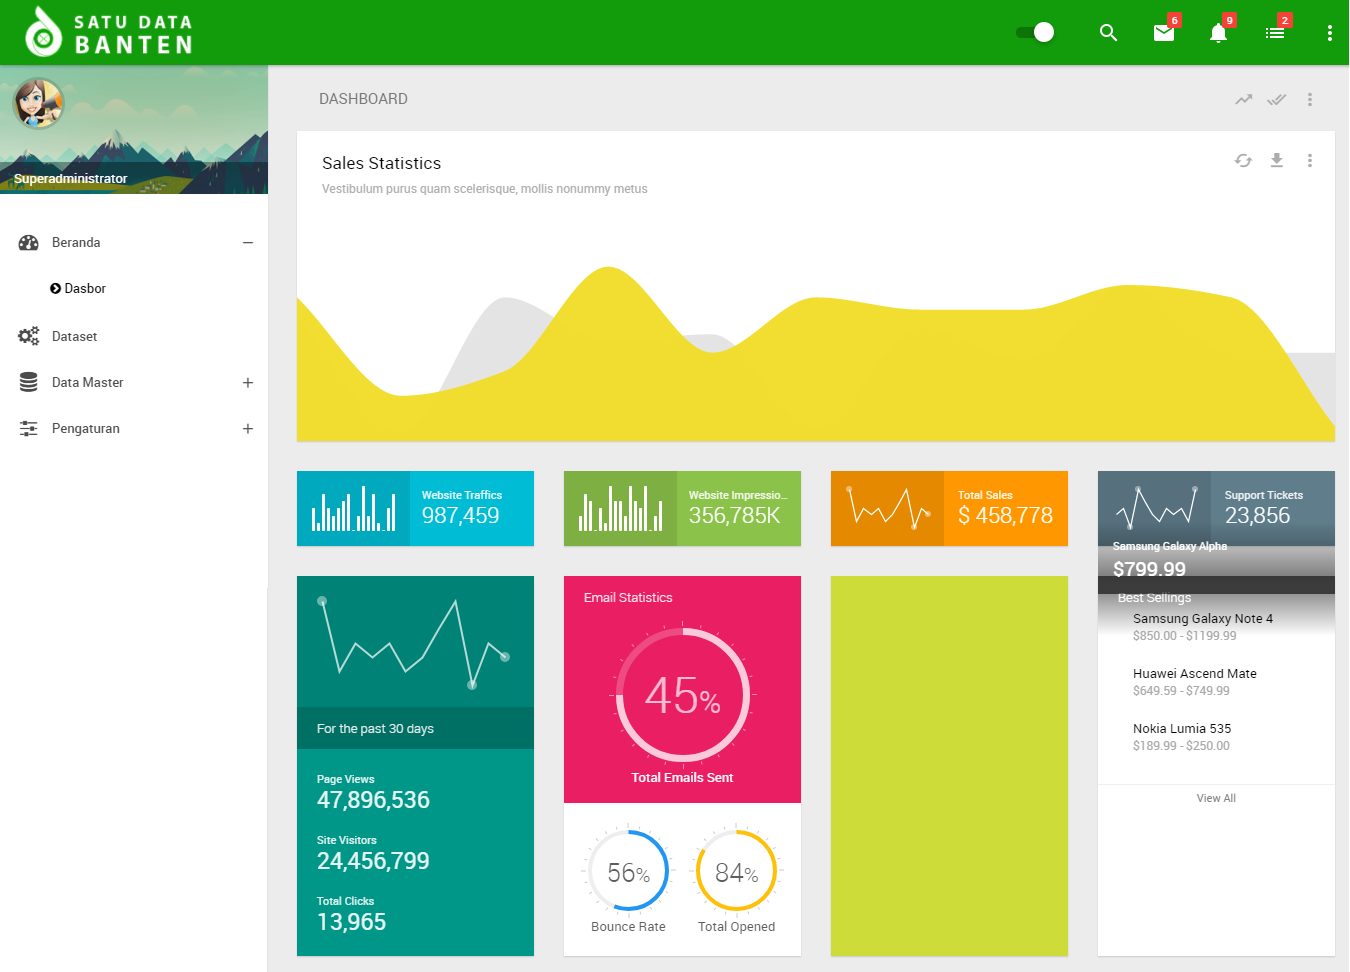 SATU DATA
BANTEN
6
9
2
Superadministrator
Beranda
Dasbor
Dataset
Data Master
Pengaturan
DASHBOARD
Sales Statistics
Vestibulum purus quam scelerisque, mollis nonummy metus
Website Traffics
987,459
Website Impressio...
356,785K
Total Sales
$ 458,778
Support Tickets
23,856
For the past 30 days
Page Views
47,896,536
Site Visitors
24,456,799
Total Clicks
13,965
Email Statistics
45%
Total Emails Sent
56%
Bounce Rate
84%
Total Opened
Samsung Galaxy Alpha
$799.99
Best Sellings
Samsung Galaxy Note 4
$850.00 - $1199.99
Huawei Ascend Mate
$649.59 - $749.99
Nokia Lumia 535
$189.99 - $250.00
View All